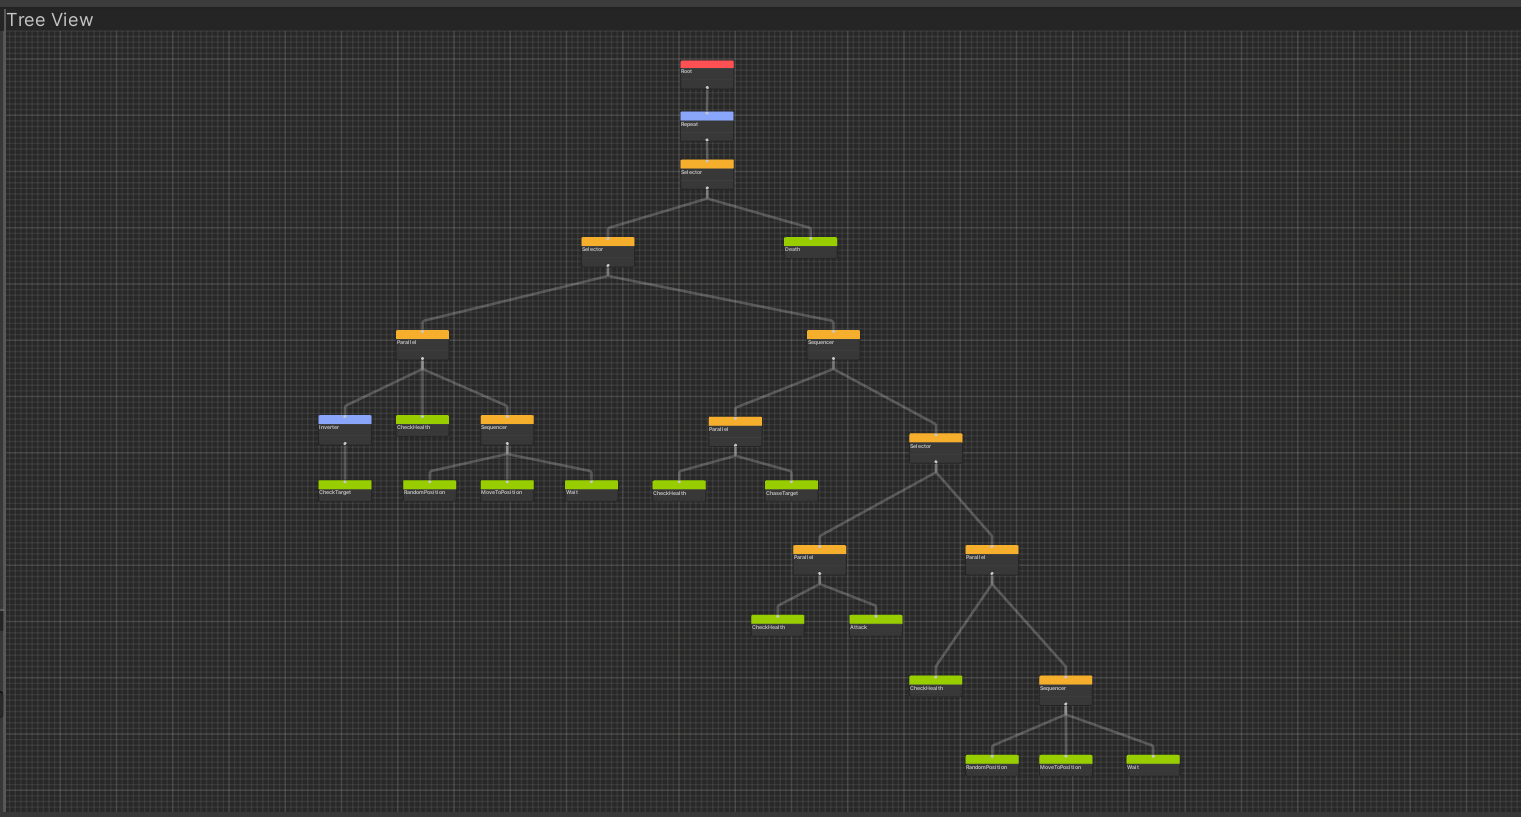 Tree View
Root
Repeat
Selector
Selector
Death
Parallel
Sequencer
Inverter
CheckHealth
Sequencer
Parallel
Selector
CheckTarget
RandomPosition
MoveToPosition
Wait
CheckHealth
ChaseTarget
Parallel
Parallel
CheckHealth
Attack
CheckHealth
Sequencer
RandomPosition
MoveToPosition
Wait